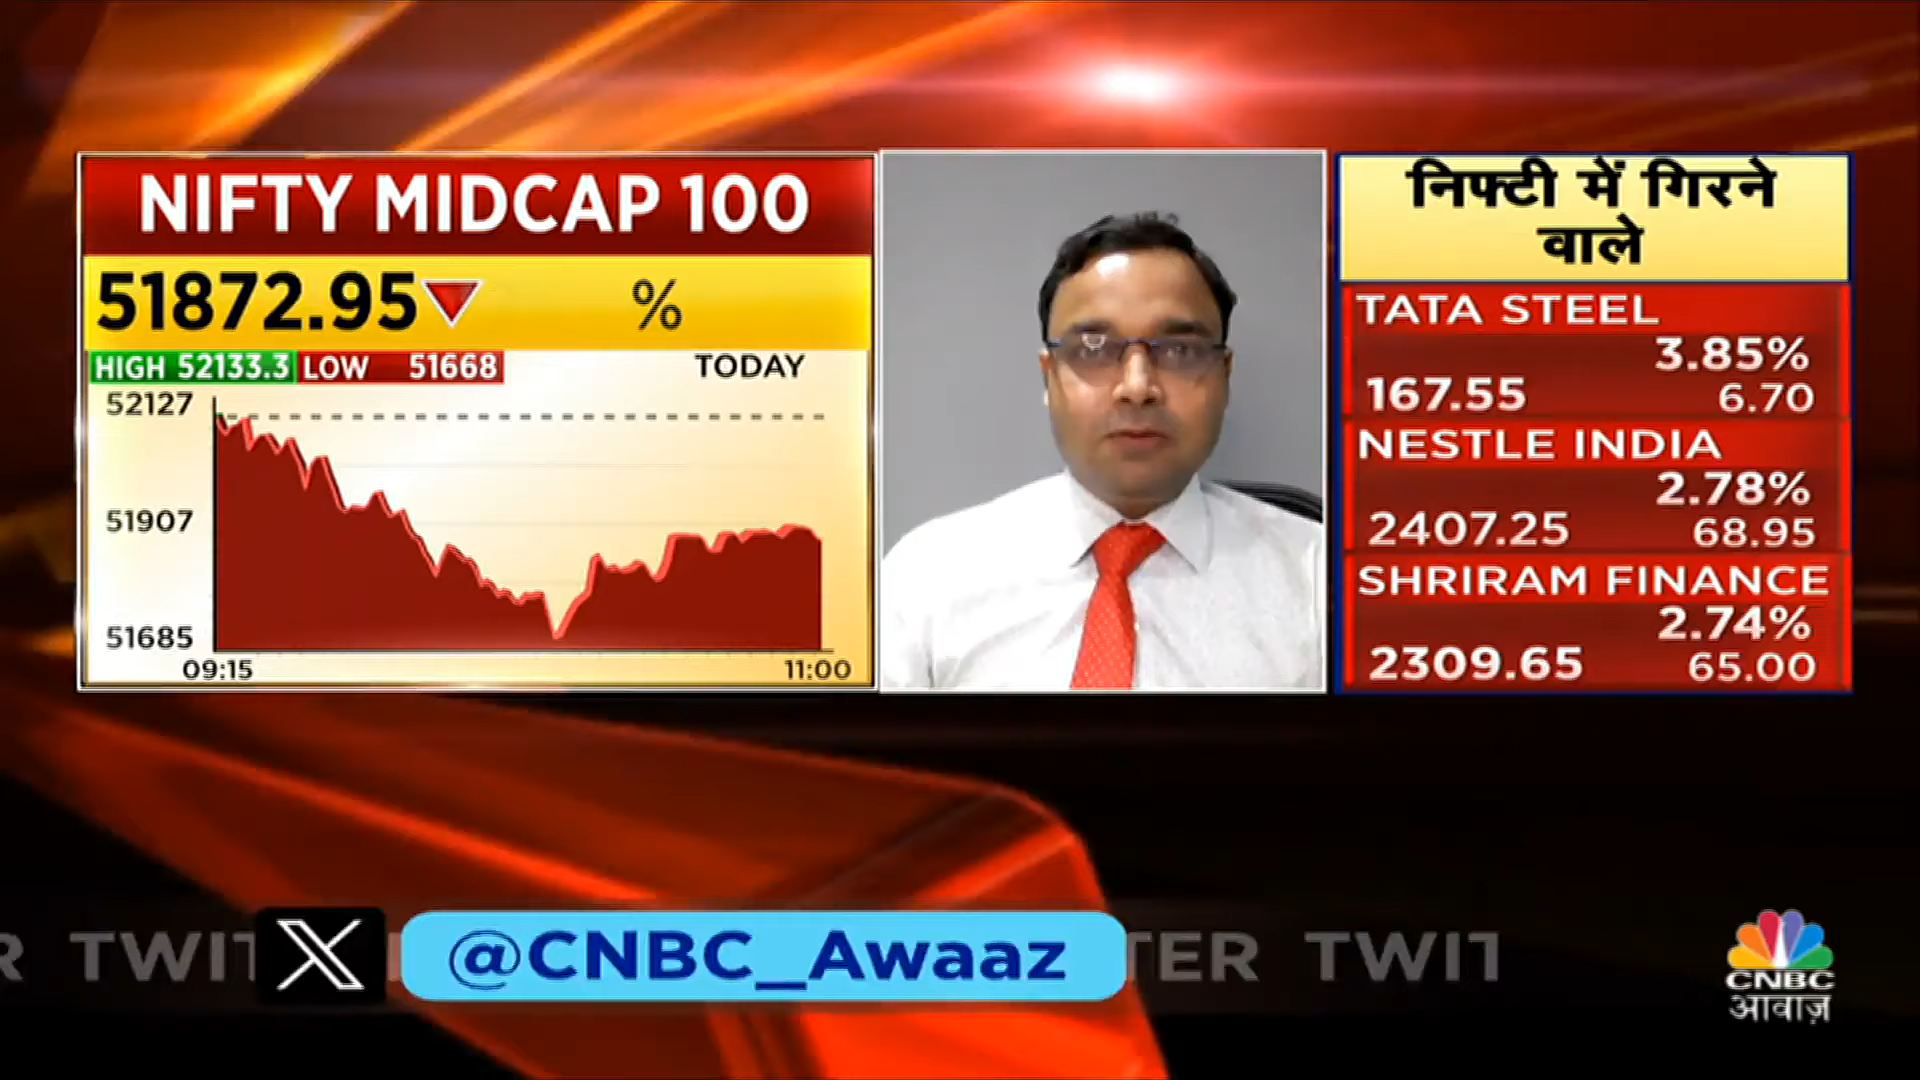 NIFTY MIDCAP 100
51872.95 %
HIGH 52133.3 LOW 51668 TODAY
52127
51907
51685
09:15 11:00
निफ्टी में गिरने
वाले
TATA STEEL
3.85%
167.55 6.70
NESTLE INDIA
2.78%
2407.25 68.95
SHRIRAM FINANCE
2.74%
2309.65 65.00
R TWIT X @CNBC_Awaaz TER TWIT
CNBC
आवाज़